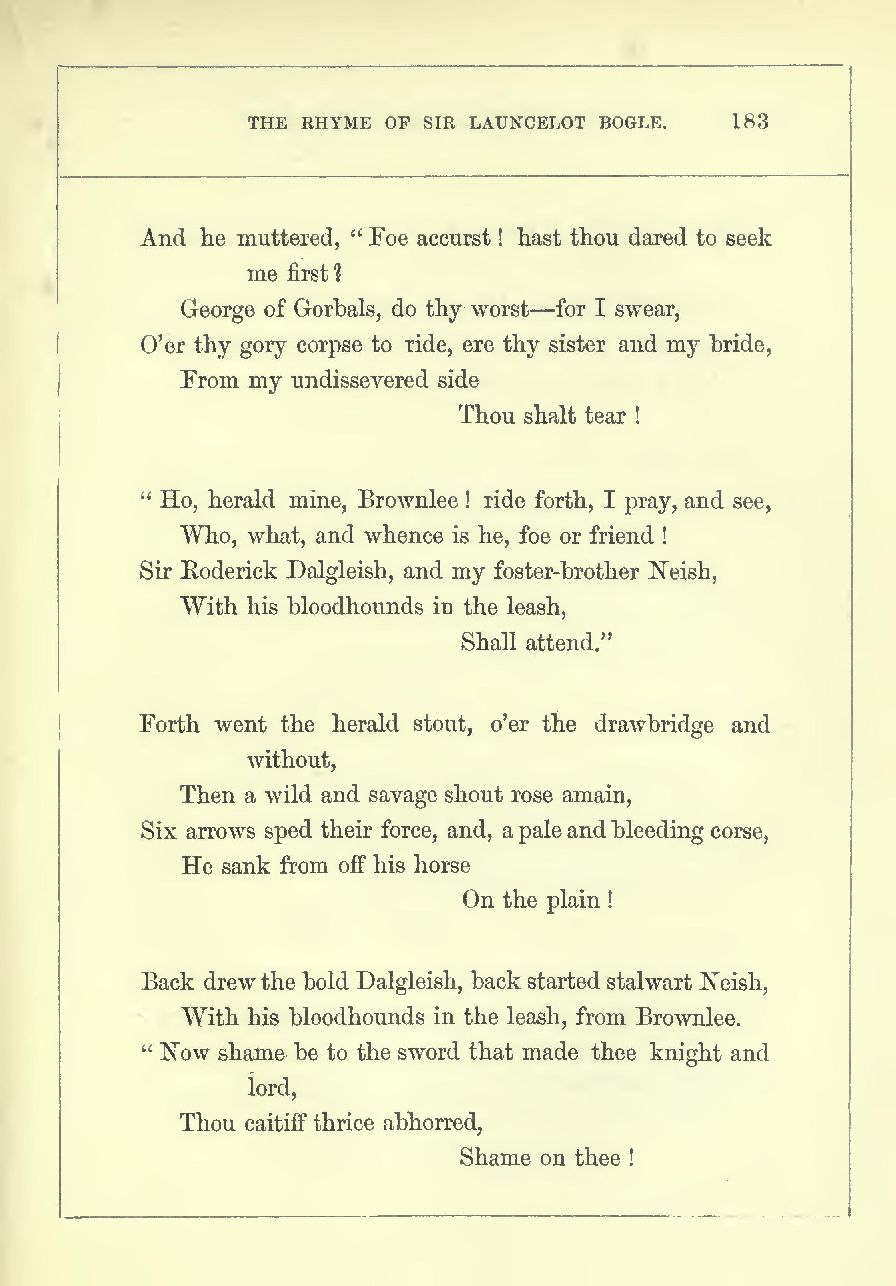 THE RHYME OF SIR LAUNCELOT BOGLE. 183
And he muttered, “ Foe accurst ! hast thou dared to seek
me first ?
George of Gorbals, do thy worst—for I swear,
O’er thy gory corpse to ride, ere thy sister and my bride,
From my undissevered side
Thou shalt tear !
“ Ho, herald mine, Brownlee ! ride forth, I pray, and see,
Who, what, and whence is he, foe or friend !
Sir Roderick Dalgleish, and my foster-brother Neish,
With his bloodhounds in the leash,
Shall attend.”
Forth went the herald stout, o’er the drawbridge and
without,
Then a wild and savage shout rose amain,
Six arrows sped their force, and, a pale and bleeding corse,
He sank from off his horse
On the plain !
Back drew the bold Dalgleish, back started stalwart Neish,
With his bloodhounds in the leash, from Brownlee.
“ Now shame be to the sword that made thee knight and
lord,
Thou caitiff thrice abhorred,
Shame on thee !